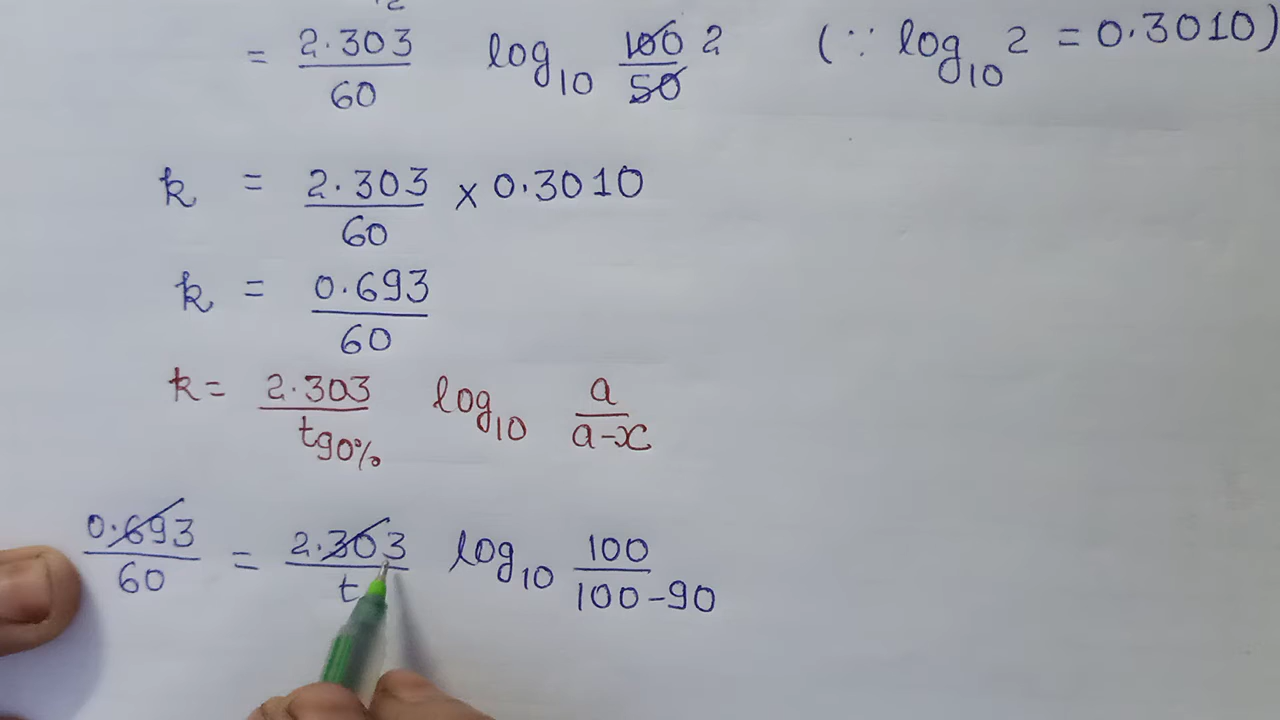 = 2.303/60 log₁₀ 100/50 2 (∵ log₁₀ 2 = 0.3010)
k = 2.303/60 × 0.3010
k = 0.693/60
k = 2.303/t90% log₁₀ a/a-x
0.693/60 = 2.303/t log₁₀ 100/100-90